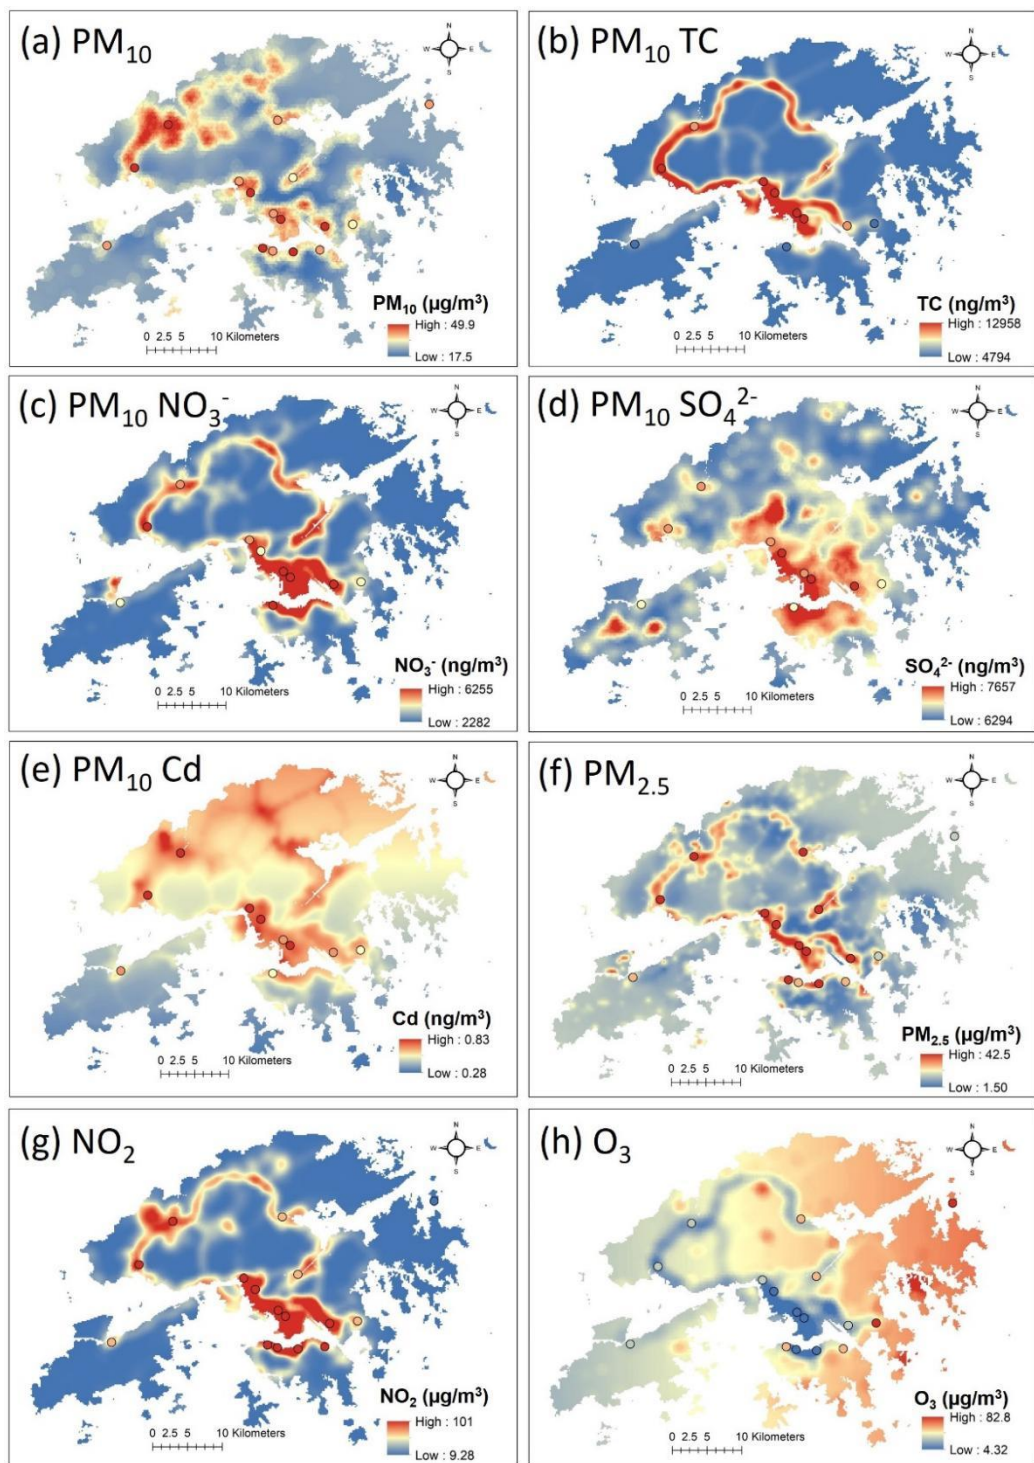 (a) PM₁₀
N
W E
S
PM₁₀ (µg/m³)
High : 49.9
Low : 17.5
0 2.5 5 10 Kilometers
(b) PM₁₀ TC
N
W E
S
TC (ng/m³)
High : 12958
Low : 4794
0 2.5 5 10 Kilometers
(c) PM₁₀ NO₃⁻
N
W E
S
NO₃⁻ (ng/m³)
High : 6255
Low : 2282
0 2.5 5 10 Kilometers
(d) PM₁₀ SO₄²⁻
N
W E
S
SO₄²⁻ (ng/m³)
High : 7657
Low : 6294
0 2.5 5 10 Kilometers
(e) PM₁₀ Cd
N
W E
S
Cd (ng/m³)
High : 0.83
Low : 0.28
0 2.5 5 10 Kilometers
(f) PM₂.₅
N
W E
S
PM₂.₅ (µg/m³)
High : 42.5
Low : 1.50
0 2.5 5 10 Kilometers
(g) NO₂
N
W E
S
NO₂ (µg/m³)
High : 101
Low : 9.28
0 2.5 5 10 Kilometers
(h) O₃
N
W E
S
O₃ (µg/m³)
High : 82.8
Low : 4.32
0 2.5 5 10 Kilometers